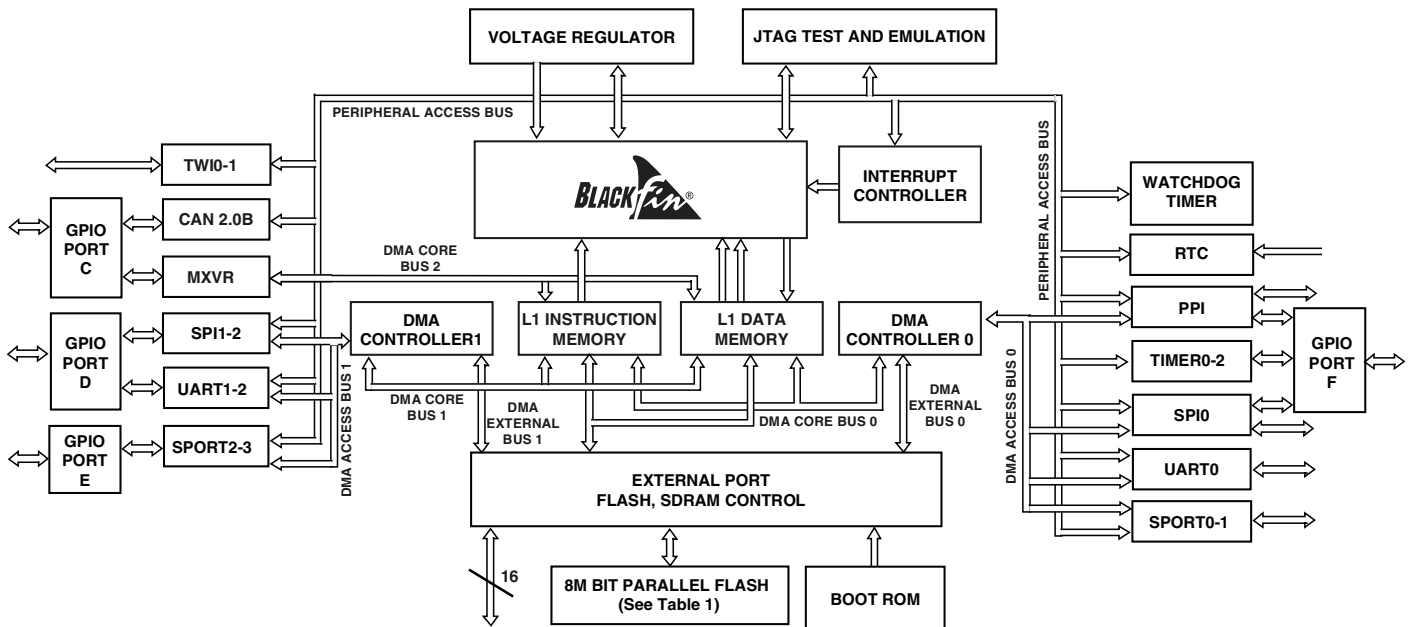 VOLTAGE REGULATOR
JTAG TEST AND EMULATION
PERIPHERAL ACCESS BUS
TWI0-1
CAN 2.0B
MXVR
GPIO
PORT
C
SPI1-2
UART1-2
GPIO
PORT
D
SPORT2-3
GPIO
PORT
E
BLACKfin®
INTERRUPT
CONTROLLER
DMA CORE
BUS 2
DMA
CONTROLLER1
L1 INSTRUCTION
MEMORY
L1 DATA
MEMORY
DMA
CONTROLLER 0
DMA ACCESS BUS 1
DMA CORE
BUS 1
DMA
EXTERNAL
BUS 1
DMA CORE BUS 0
DMA
EXTERNAL
BUS 0
DMA ACCESS BUS 0
PERIPHERAL ACCESS BUS
WATCHDOG
TIMER
RTC
PPI
TIMER0-2
SPI0
UART0
SPORT0-1
GPIO
PORT
F
EXTERNAL PORT
FLASH, SDRAM CONTROL
16
8M BIT PARALLEL FLASH
(See Table 1)
BOOT ROM